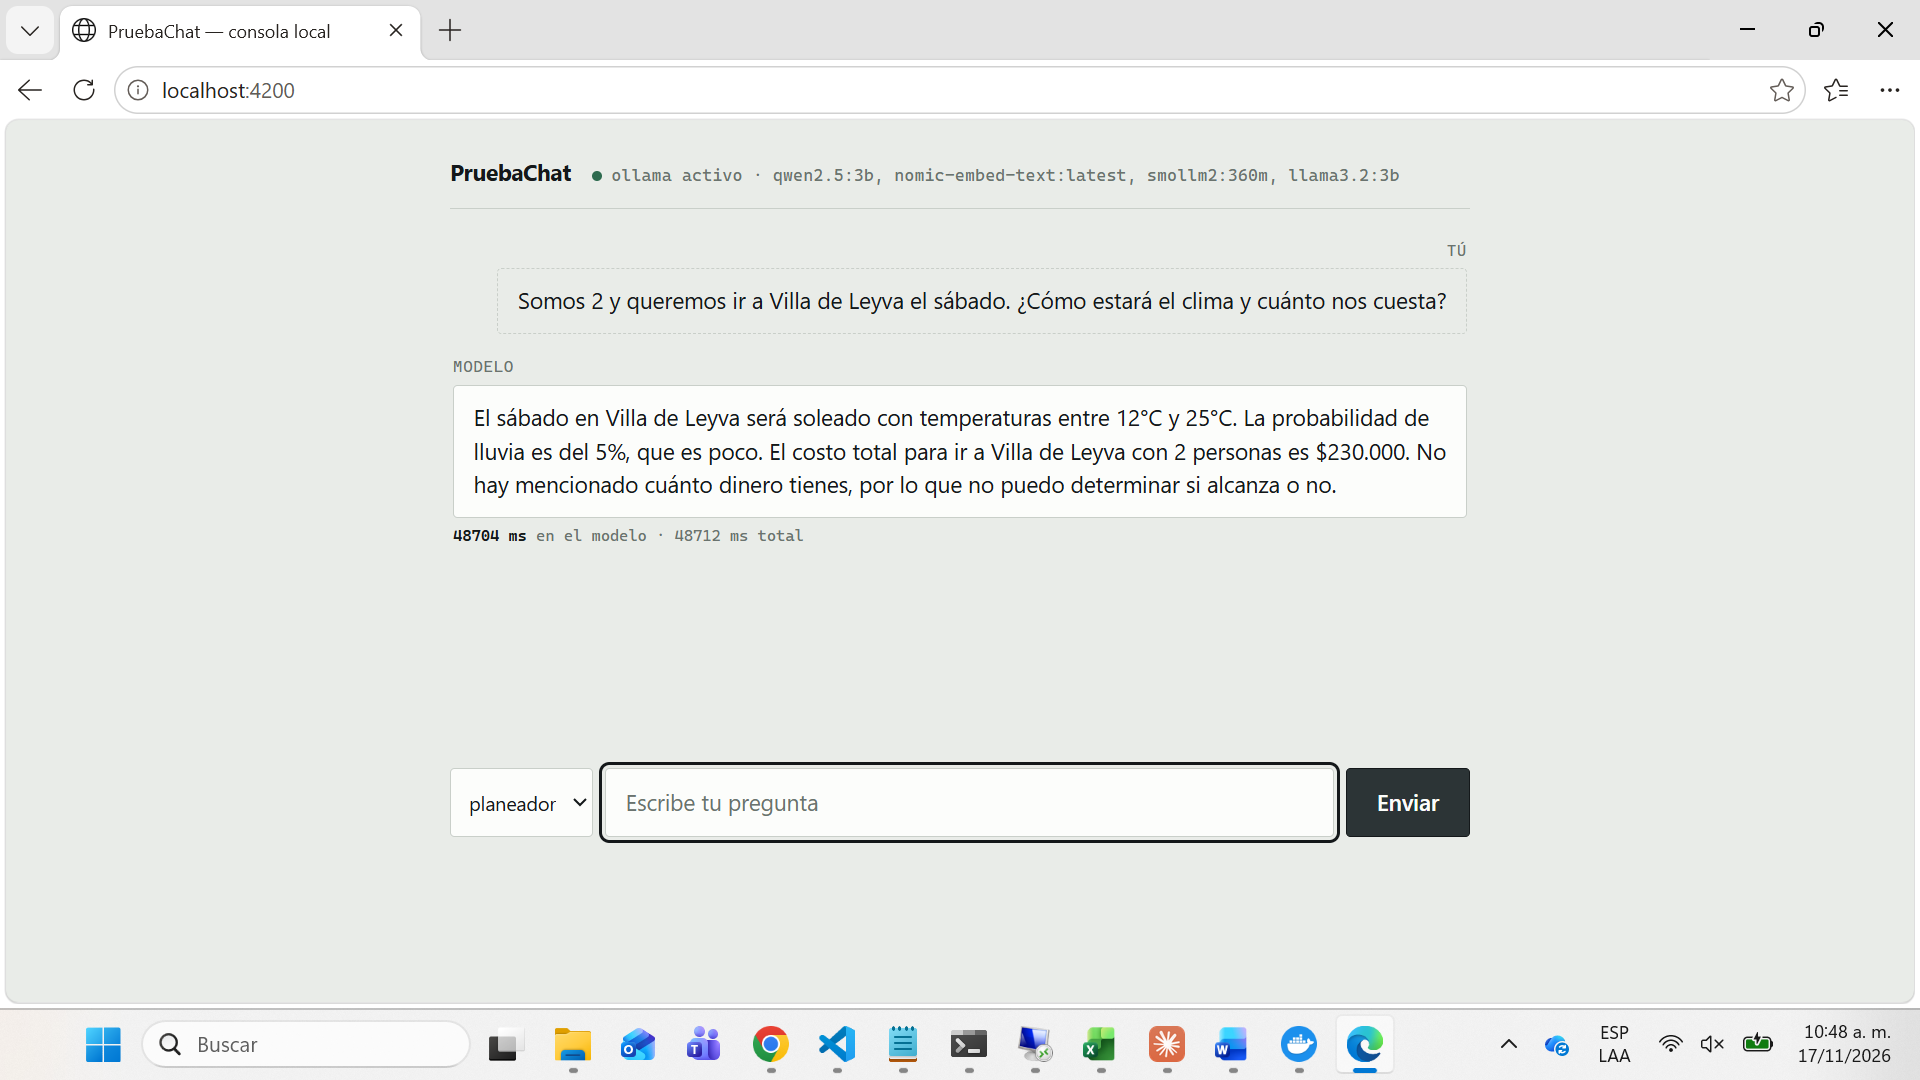 PruebaChat — consola local
localhost:4200
PruebaChat ollama activo · qwen2.5:3b, nomic-embed-text:latest, smollm2:360m, llama3.2:3b
TÚ
Somos 2 y queremos ir a Villa de Leyva el sábado. ¿Cómo estará el clima y cuánto nos cuesta?
MODELO
El sábado en Villa de Leyva será soleado con temperaturas entre 12°C y 25°C. La probabilidad de
lluvia es del 5%, que es poco. El costo total para ir a Villa de Leyva con 2 personas es $230.000. No
hay mencionado cuánto dinero tienes, por lo que no puedo determinar si alcanza o no.
48704 ms en el modelo · 48712 ms total
planeador
Escribe tu pregunta
Enviar
Buscar
ESP
LAA
10:48 a. m.
17/11/2026